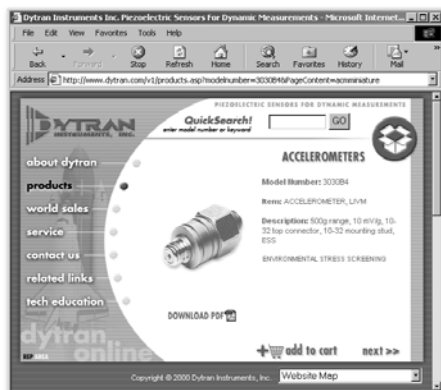 Dytran Instruments Inc. Piezoelectric Sensors For Dynamic Measurements - Microsoft Internet...
File Edit View Favorites Tools Help
Back Forward Stop Refresh Home Search Favorites History Mail
Address http://www.dytran.com/v1/products.asp?modelnumber=3030B4&PageContent=acmminiature
PIEZOELECTRIC SENSORS FOR DYNAMIC MEASUREMENTS
DYTRAN
INSTRUMENTS, INC.
QuickSearch!
enter model number or keyword
GO
ACCELEROMETERS
about dytran
products
world sales
service
contact us
related links
tech education
Model Number: 3030B4
Item: ACCELEROMETER, LIVM
Description: 500g range, 10 mV/g, 10-
32 top connector, 10-32 mounting stud,
ESS
ENVIRONMENTAL STRESS SCREENING
DOWNLOAD PDF
dytran
online
REP AREA
add to cart next >>
Copyright © 2000 Dytran Instruments, Inc.
Website Map